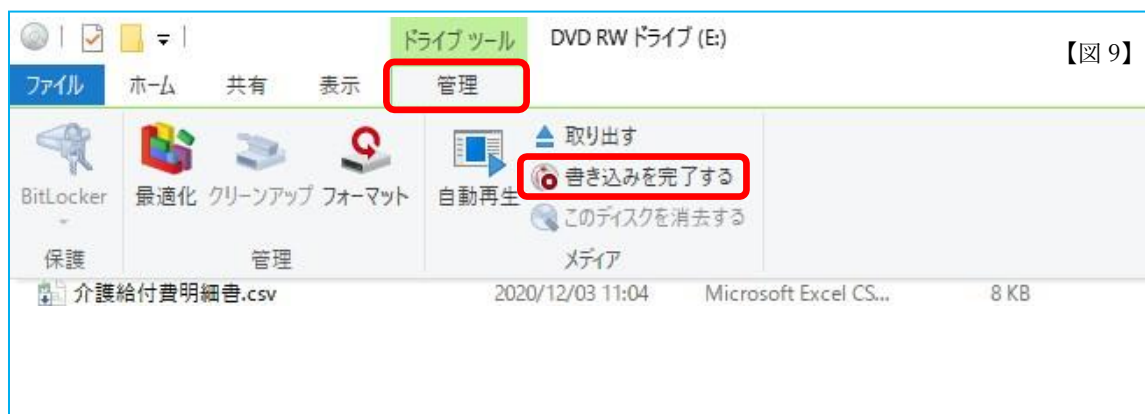 ドライブ ツール DVD RW ドライブ (E:)
【図 9】
ファイル ホーム 共有 表示 管理
BitLocker
最適化 クリーンアップ フォーマット
自動再生
取り出す
書き込みを完了する
このディスクを消去する
保護 管理 メディア
介護給付費明細書.csv 2020/12/03 11:04 Microsoft Excel CS... 8 KB